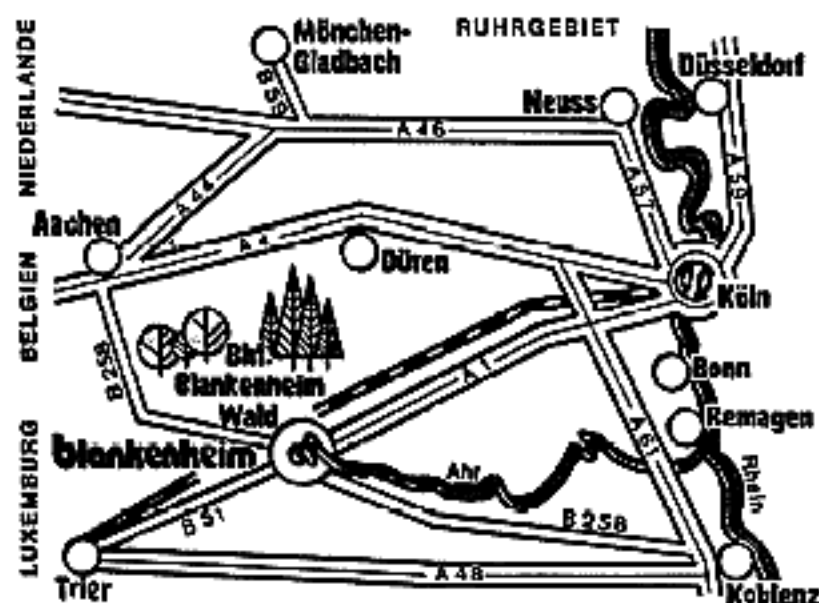 Mönchen-
Gladbach
RUHRGEBIET
Düsseldorf
Neuss
B 59
NIEDERLANDE
A 46
A 57
A 59
A 44
Aachen
A 4
Düren
Köln
BELGIEN
B 258
Bhf.
Blankenheim
Wald
A 1
Bonn
Remagen
A 61
blankenheim
Ahr
Rhein
LUXEMBURG
B 51
B 258
A 48
Trier
Koblenz